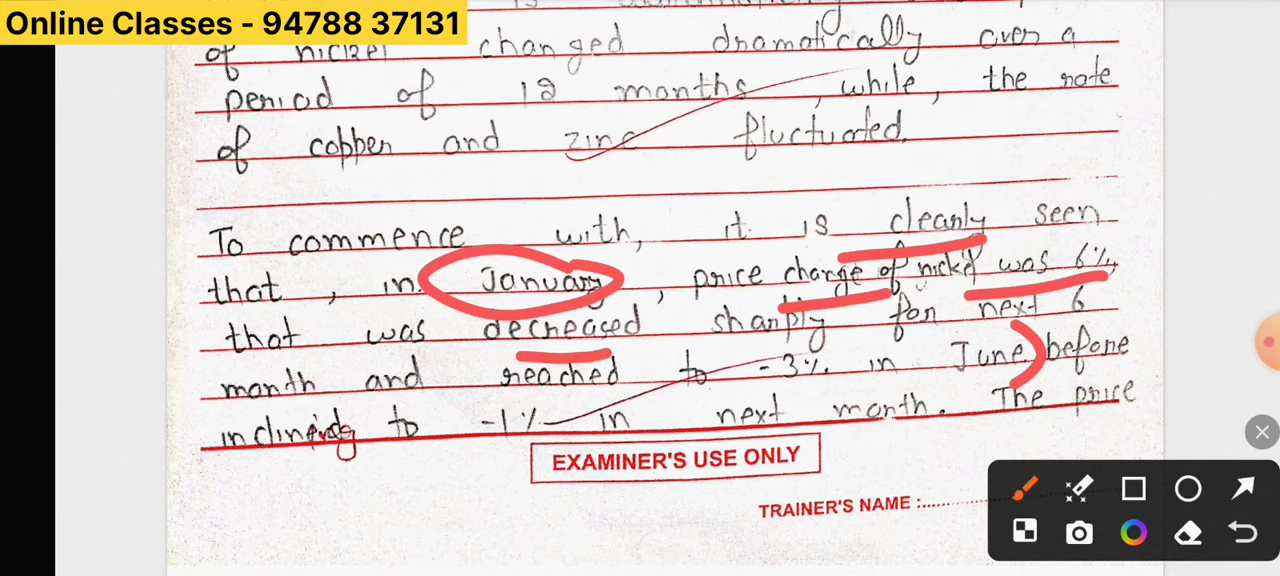 Online Classes - 94788 37131
of nickel changed dramatically over a
period of 12 months, while, the rate
of copper and zinc fluctuated.
To commence with, it is clearly seen
that, in January, price charge of nickel was 6%,
that was decreased sharply for next 6
month and reached to -3% in June before
to -1% in next month. The price
EXAMINER'S USE ONLY
TRAINER'S NAME :